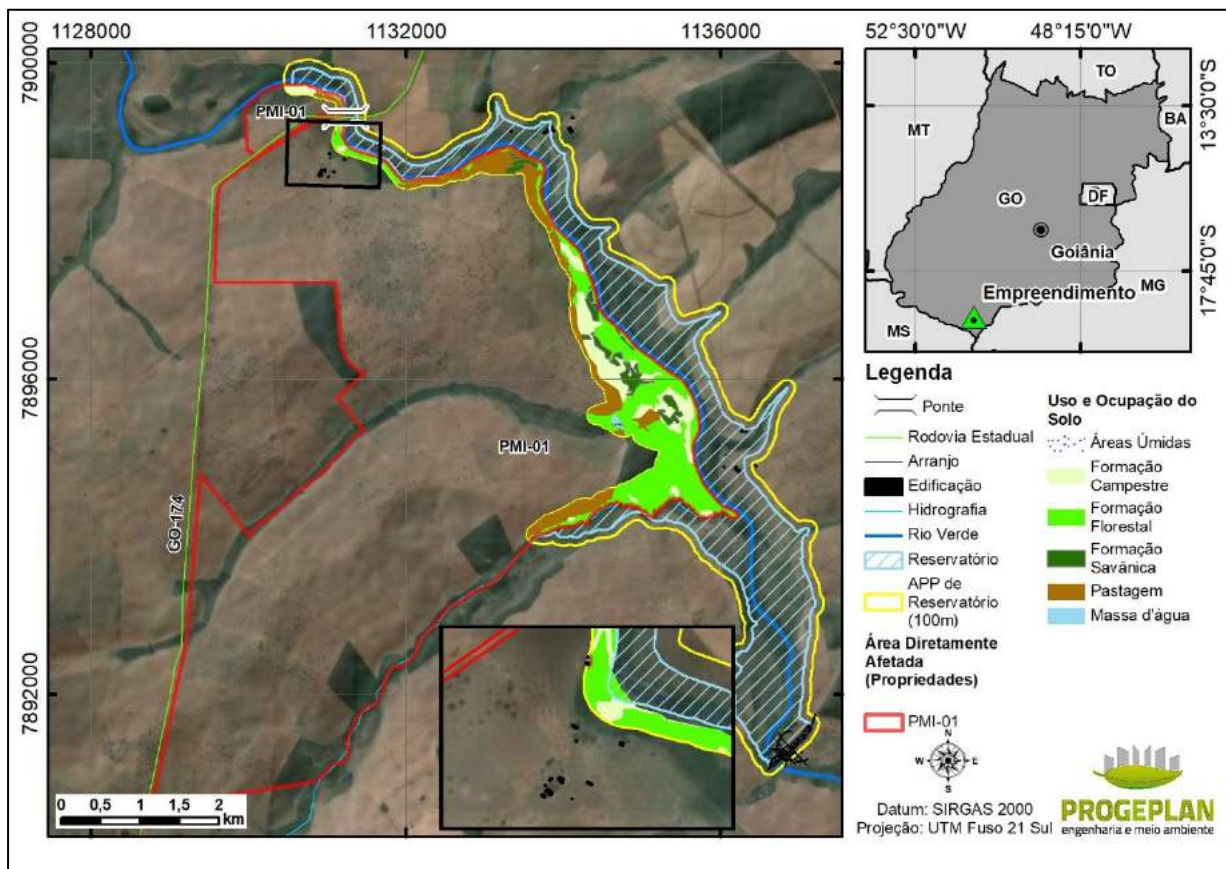 1128000
1132000
1136000
7900000
7896000
7892000
PMI-01
PMI-01
GO-174
0 0,5 1 1,5 2
km
52°30'0"W
48°15'0"W
13°30'0"S
17°45'0"S
TO
MT
BA
GO
DF
Goiânia
MG
Empreendimento
MS
Legenda
Ponte
Rodovia Estadual
Arranjo
Edificação
Hidrografia
Rio Verde
Reservatório
APP de
Reservatório
(100m)
Área Diretamente
Afetada
(Propriedades)
PMI-01
Uso e Ocupação do
Solo
Áreas Úmidas
Formação
Campestre
Formação
Florestal
Formação
Savânica
Pastagem
Massa d'água
N
W E
S
Datum: SIRGAS 2000
Projeção: UTM Fuso 21 Sul
PROGEPLAN
engenharia e meio ambiente